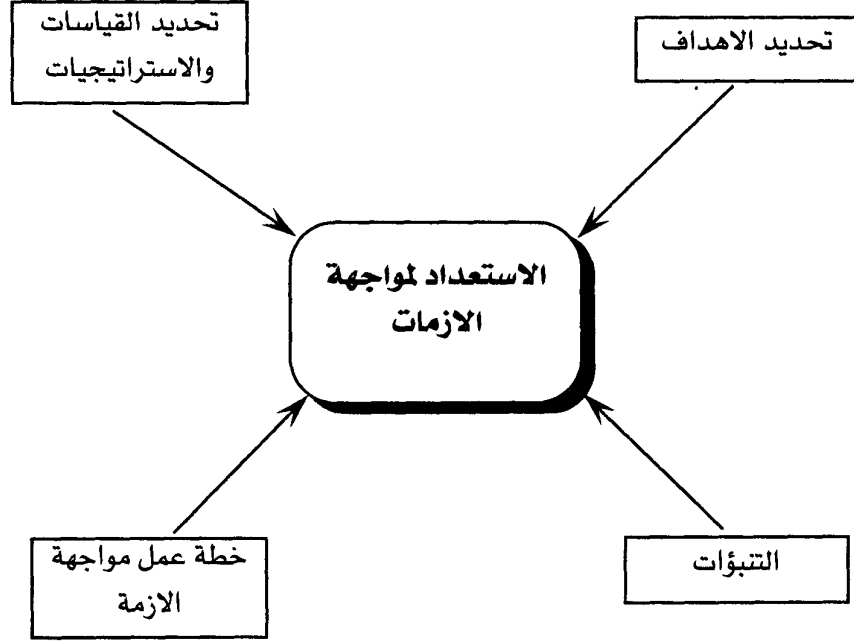 تحديد الاهداف
تحديد القياسات
والاستراتيجيات
الاستعداد لمواجهة
الازمات
التنبؤات
خطة عمل مواجهة
الازمة